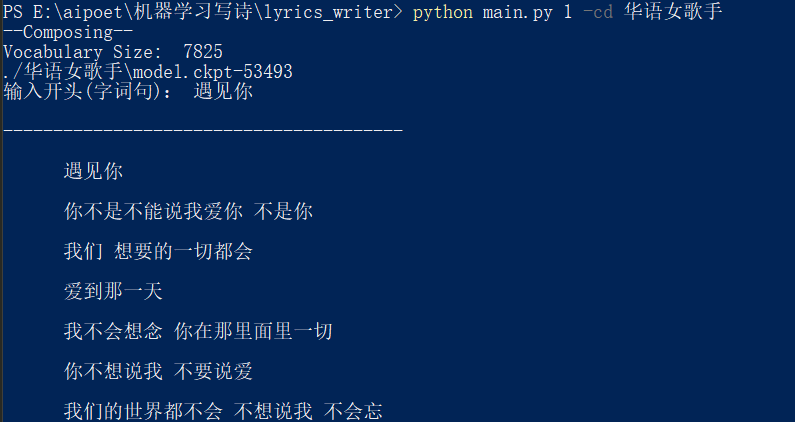 PS E:\aipoet\机器学习写诗\lyrics_writer> python main.py 1 -cd 华语女歌手
--Composing--
Vocabulary Size:  7825
./华语女歌手\model.ckpt-53493
输入开头(字词句)： 遇见你
----------------------------------------
遇见你
你不是不能说我爱你 不是你
我们 想要的一切都会
爱到那一天
我不会想念 你在那里面里一切
你不想说我 不要说爱
我们的世界都不会 不想说我 不会忘